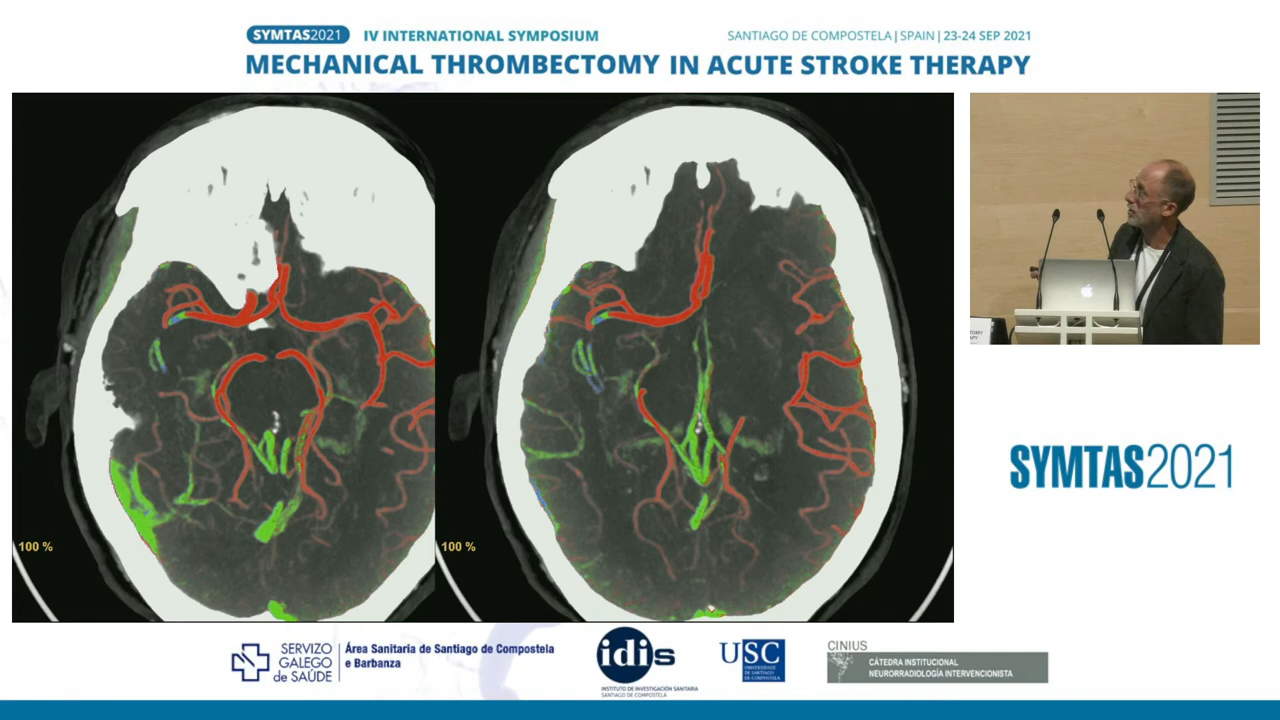 SYMTAS2021 IV INTERNATIONAL SYMPOSIUM
SANTIAGO DE COMPOSTELA | SPAIN | 23-24 SEP 2021
MECHANICAL THROMBECTOMY IN ACUTE STROKE THERAPY
100 %
100 %
SYMTAS2021
SERVIZO
GALEGO
de SAÚDE
Área Sanitaria de Santiago de Compostela
e Barbanza
idis
INSTITUTO DE INVESTIGACIÓN SANITARIA
SANTIAGO DE COMPOSTELA
USC
UNIVERSIDADE
DE SANTIAGO
DE COMPOSTELA
CINIUS
CÁTEDRA INSTITUCIONAL
NEURORRADIOLOGÍA INTERVENCIONISTA